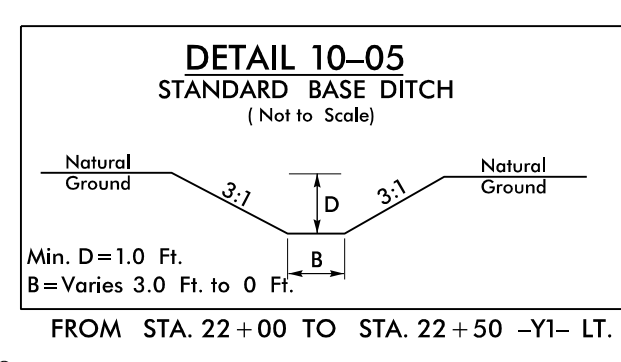 DETAIL 10–05
STANDARD BASE DITCH
( Not to Scale)
Natural
Ground
3:1
D
3:1
Natural
Ground
B
Min. D=1.0 Ft.
B=Varies 3.0 Ft. to 0 Ft.
FROM STA. 22+00 TO STA. 22+50 –Y1– LT.